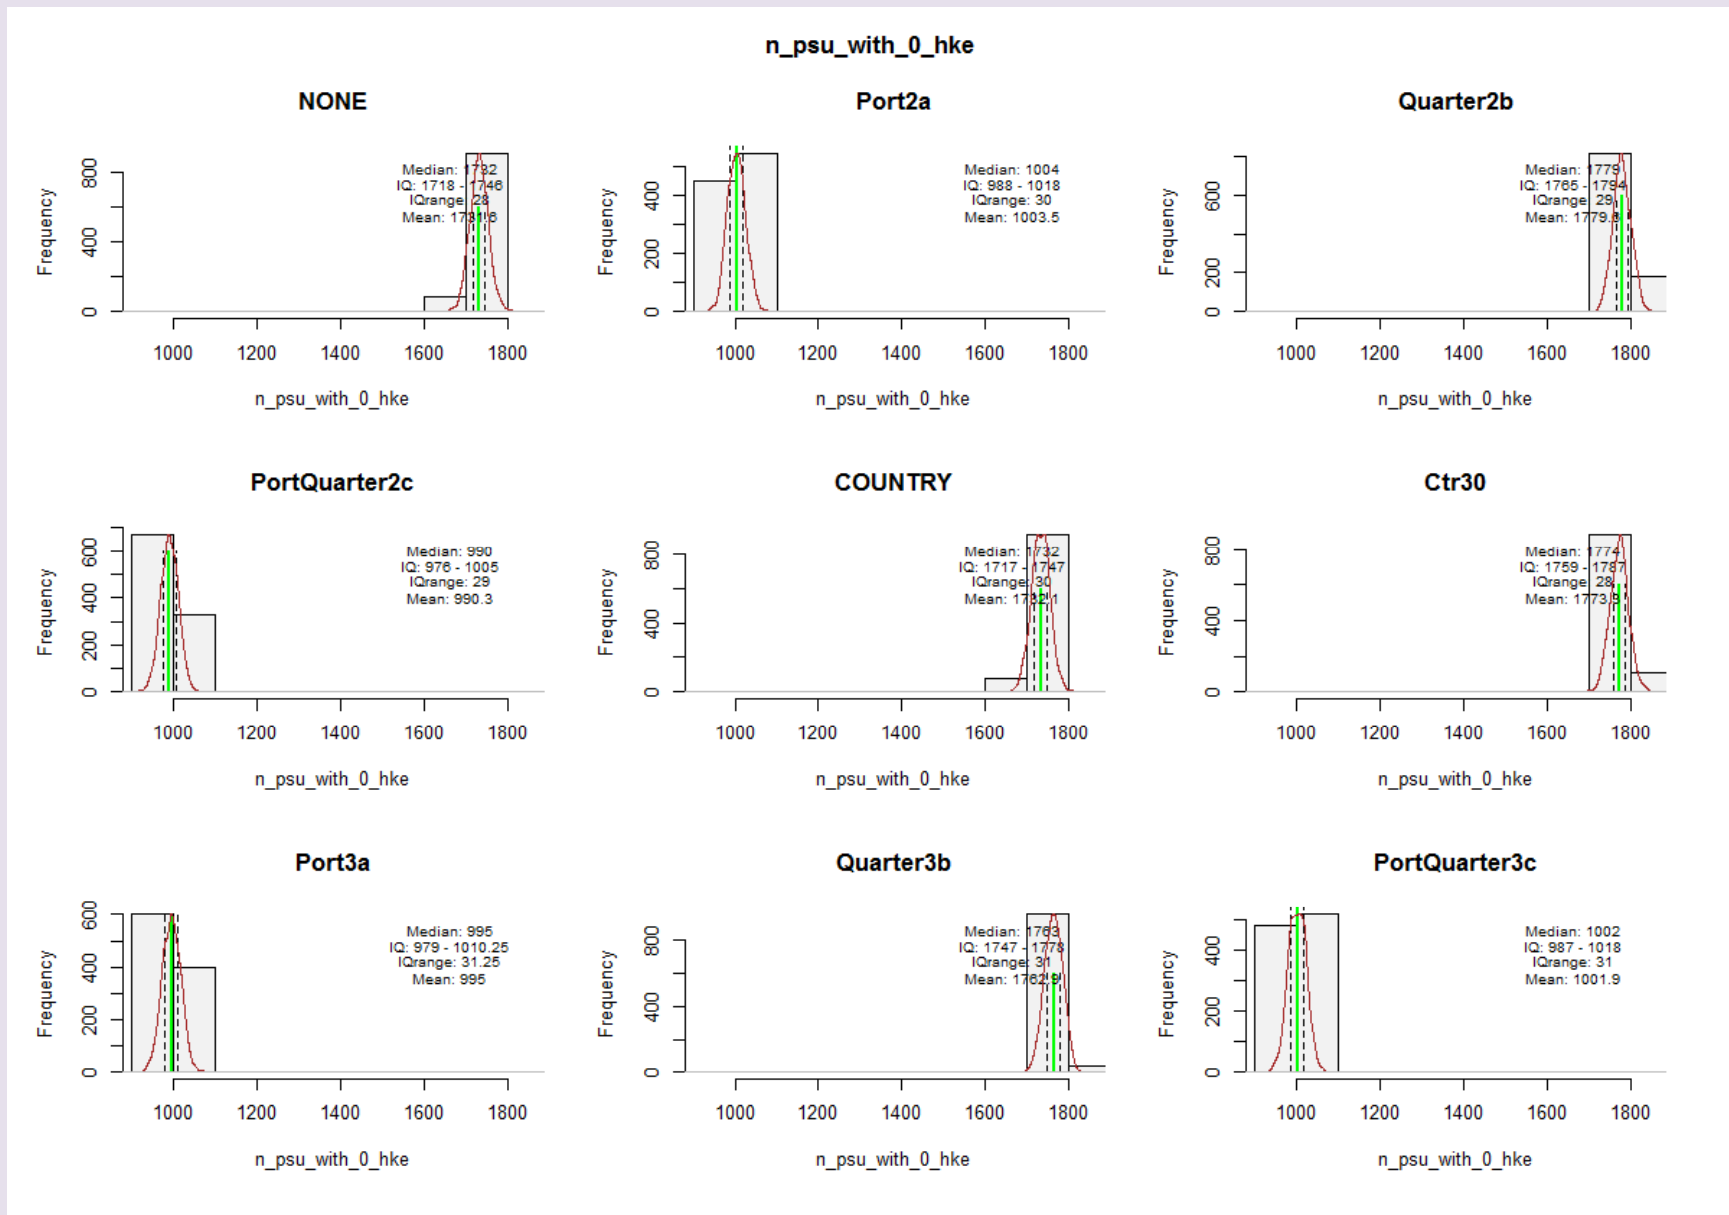 n_psu_with_0_hke
NONE
Median: 1732
IQ: 1718 - 1746
IQrange: 28
Mean: 1731.6
Frequency
0 400 800
1000 1200 1400 1600 1800
n_psu_with_0_hke
Port2a
Median: 1004
IQ: 988 - 1018
IQrange: 30
Mean: 1003.5
Frequency
0 200 400
1000 1200 1400 1600 1800
n_psu_with_0_hke
Quarter2b
Median: 1779
IQ: 1765 - 1794
IQrange: 29
Mean:
Frequency
0 200 600
1000 1200 1400 1600 1800
n_psu_with_0_hke
PortQuarter2c
Median: 990
IQ: 976 - 1005
IQrange: 29
Mean: 990.3
Frequency
0 200 400 600
1000 1200 1400 1600 1800
n_psu_with_0_hke
COUNTRY
Median: 1732
IQ: 1717 - 1747
IQrange: 30
Mean: 1732.1
Frequency
0 400 800
1000 1200 1400 1600 1800
n_psu_with_0_hke
Ctr30
Median: 1774
IQ: 1759 - 1787
IQrange: 28
Mean: 1773.3
Frequency
0 400 800
1000 1200 1400 1600 1800
n_psu_with_0_hke
Port3a
Median: 995
IQ: 979 - 1010.25
IQrange: 31.25
Mean: 995
Frequency
0 200 400 600
1000 1200 1400 1600 1800
n_psu_with_0_hke
Quarter3b
Median: 1763
IQ: 1747 - 1778
IQrange: 31
Mean: 1762.9
Frequency
0 400 800
1000 1200 1400 1600 1800
n_psu_with_0_hke
PortQuarter3c
Median: 1002
IQ: 987 - 1018
IQrange: 31
Mean: 1001.9
Frequency
0 200 400
1000 1200 1400 1600 1800
n_psu_with_0_hke